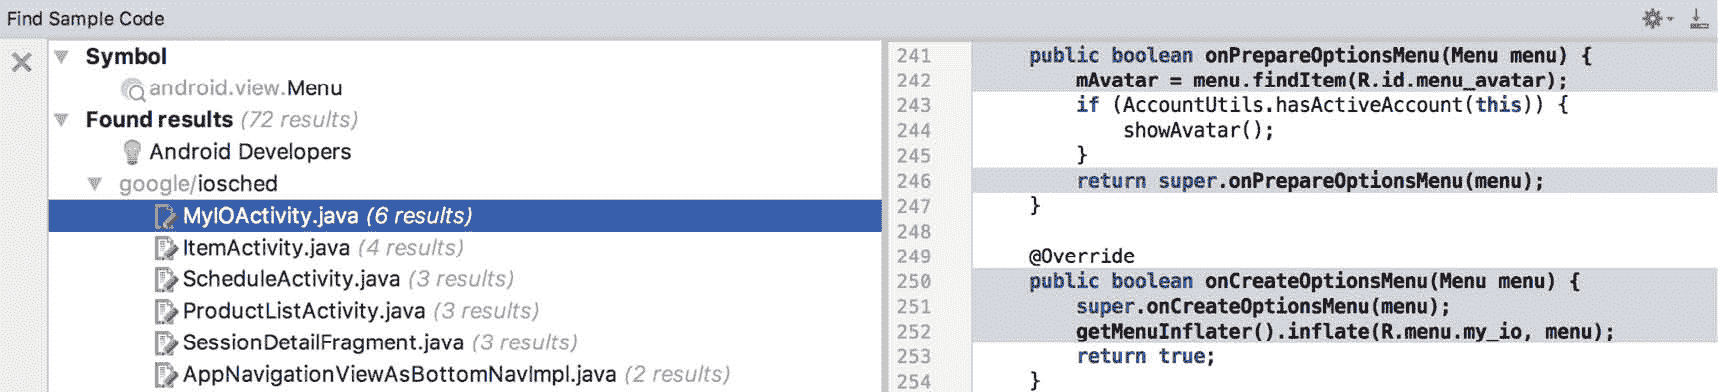 Find Sample Code
Symbol
android.view.Menu
Found results (72 results)
Android Developers
google/iosched
MyIOActivity.java (6 results)
ItemActivity.java (4 results)
ScheduleActivity.java (3 results)
ProductListActivity.java (3 results)
SessionDetailFragment.java (3 results)
AppNavigationViewAsBottomNavImpl.java (2 results)
241 public boolean onPrepareOptionsMenu(Menu menu) {
242 mAvatar = menu.findItem(R.id.menu_avatar);
243 if (AccountUtils.hasActiveAccount(this)) {
244 showAvatar();
245 }
246 return super.onPrepareOptionsMenu(menu);
247 }
248
249 @Override
250 public boolean onCreateOptionsMenu(Menu menu) {
251 super.onCreateOptionsMenu(menu);
252 getMenuInflater().inflate(R.menu.my_io, menu);
253 return true;
254 }